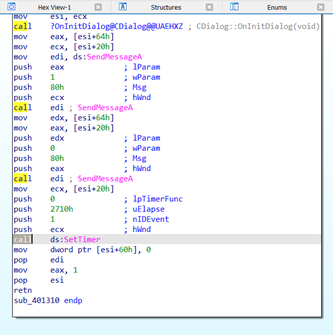 Hex View-1 Structures Enums
mov esi, ecx
call ?OnInitDialog@CDialog@@UAEHXZ ; CDialog::OnInitDialog(void)
mov eax, [esi+64h]
mov ecx, [esi+20h]
mov edi, ds:SendMessageA
push eax ; lParam
push 1 ; wParam
push 80h ; Msg
push ecx ; hWnd
call edi ; SendMessageA
mov edx, [esi+64h]
mov eax, [esi+20h]
push edx ; lParam
push 0 ; wParam
push 80h ; Msg
push eax ; hWnd
call edi ; SendMessageA
mov ecx, [esi+20h]
push 0 ; lpTimerFunc
push 2710h ; uElapse
push 1 ; nIDEvent
push ecx ; hWnd
call ds:SetTimer
mov dword ptr [esi+60h], 0
pop edi
mov eax, 1
pop esi
retn
sub_401310 endp